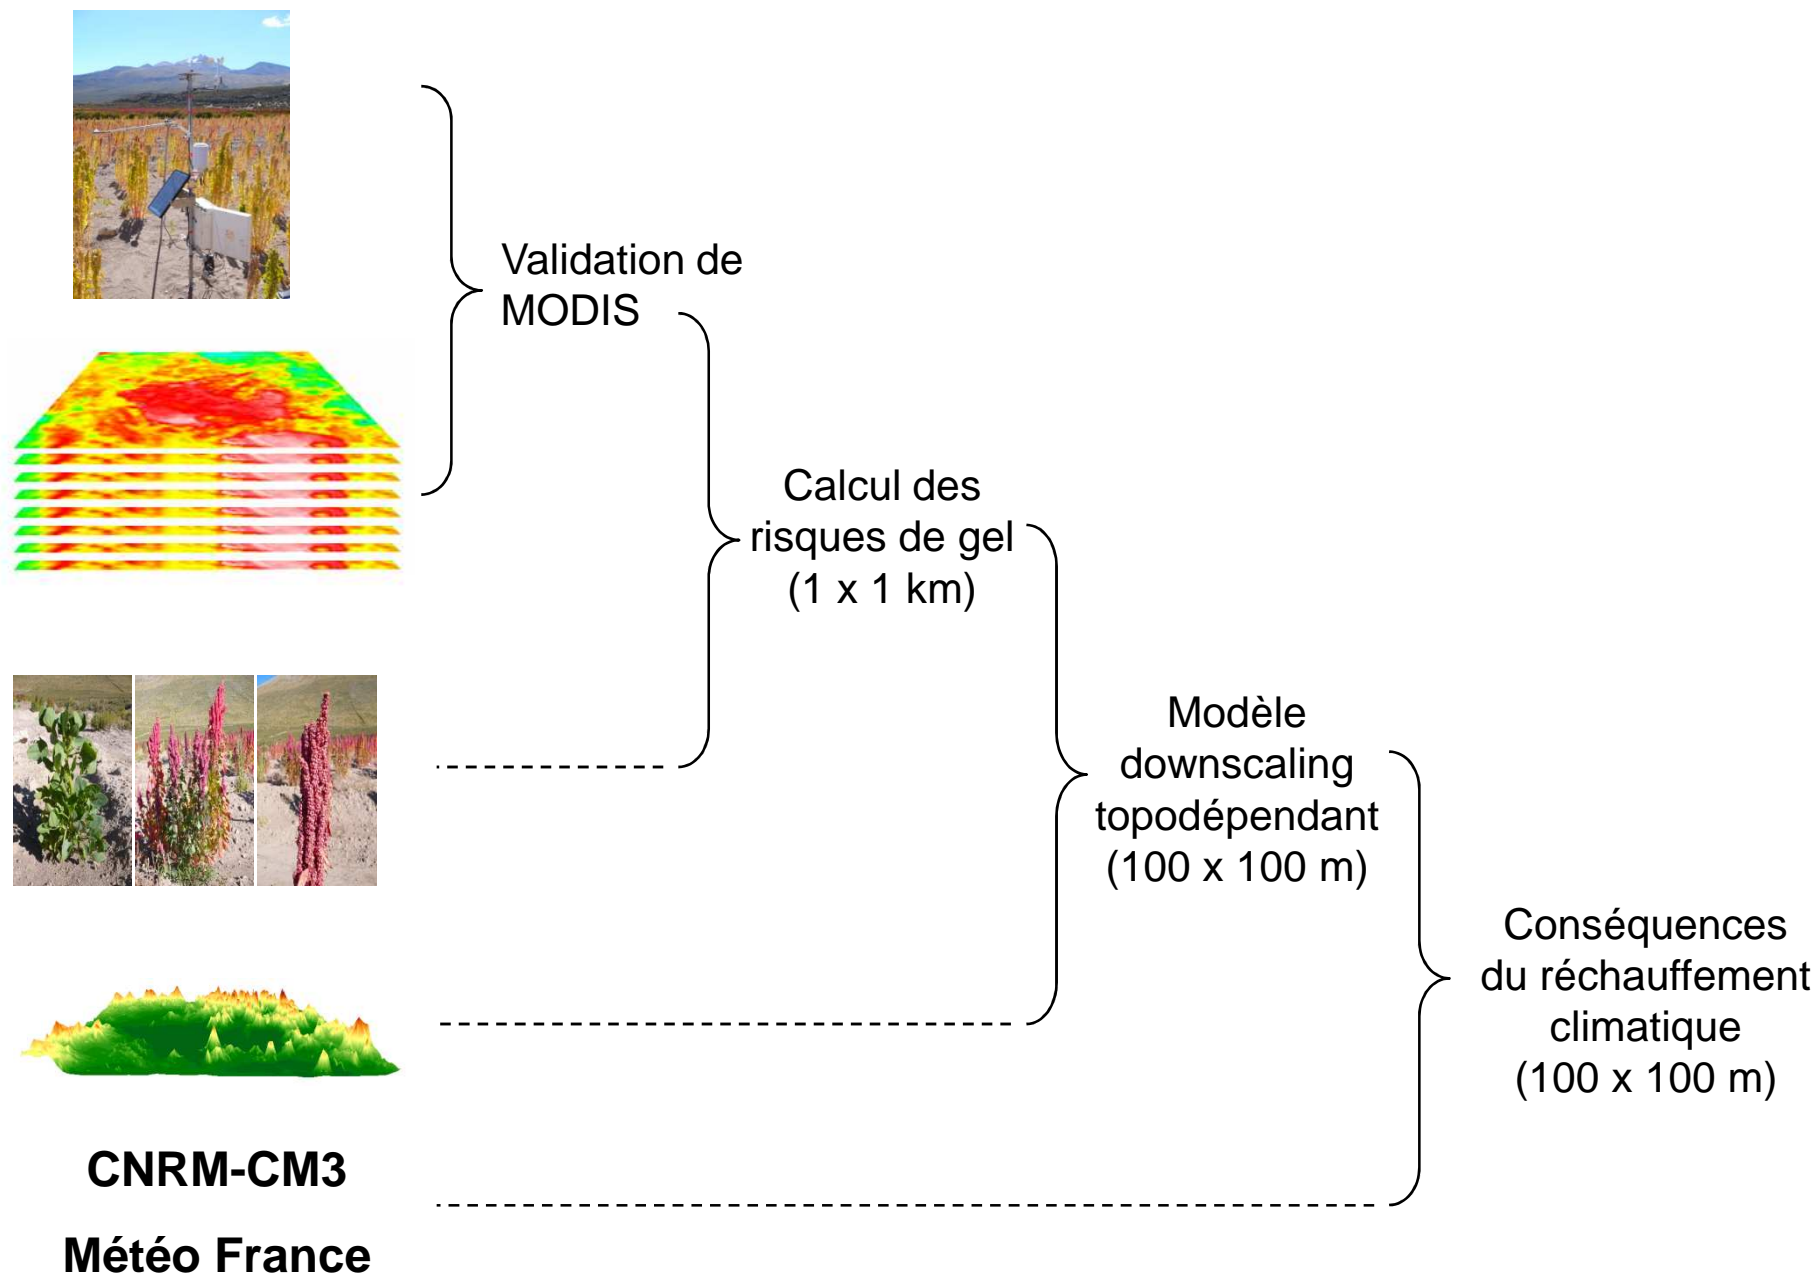 Validation de
MODIS
Calcul des
risques de gel
(1 x 1 km)
Modèle
downscaling
topodépendant
(100 x 100 m)
Conséquences
du réchauffement
climatique
(100 x 100 m)
CNRM-CM3
Météo France